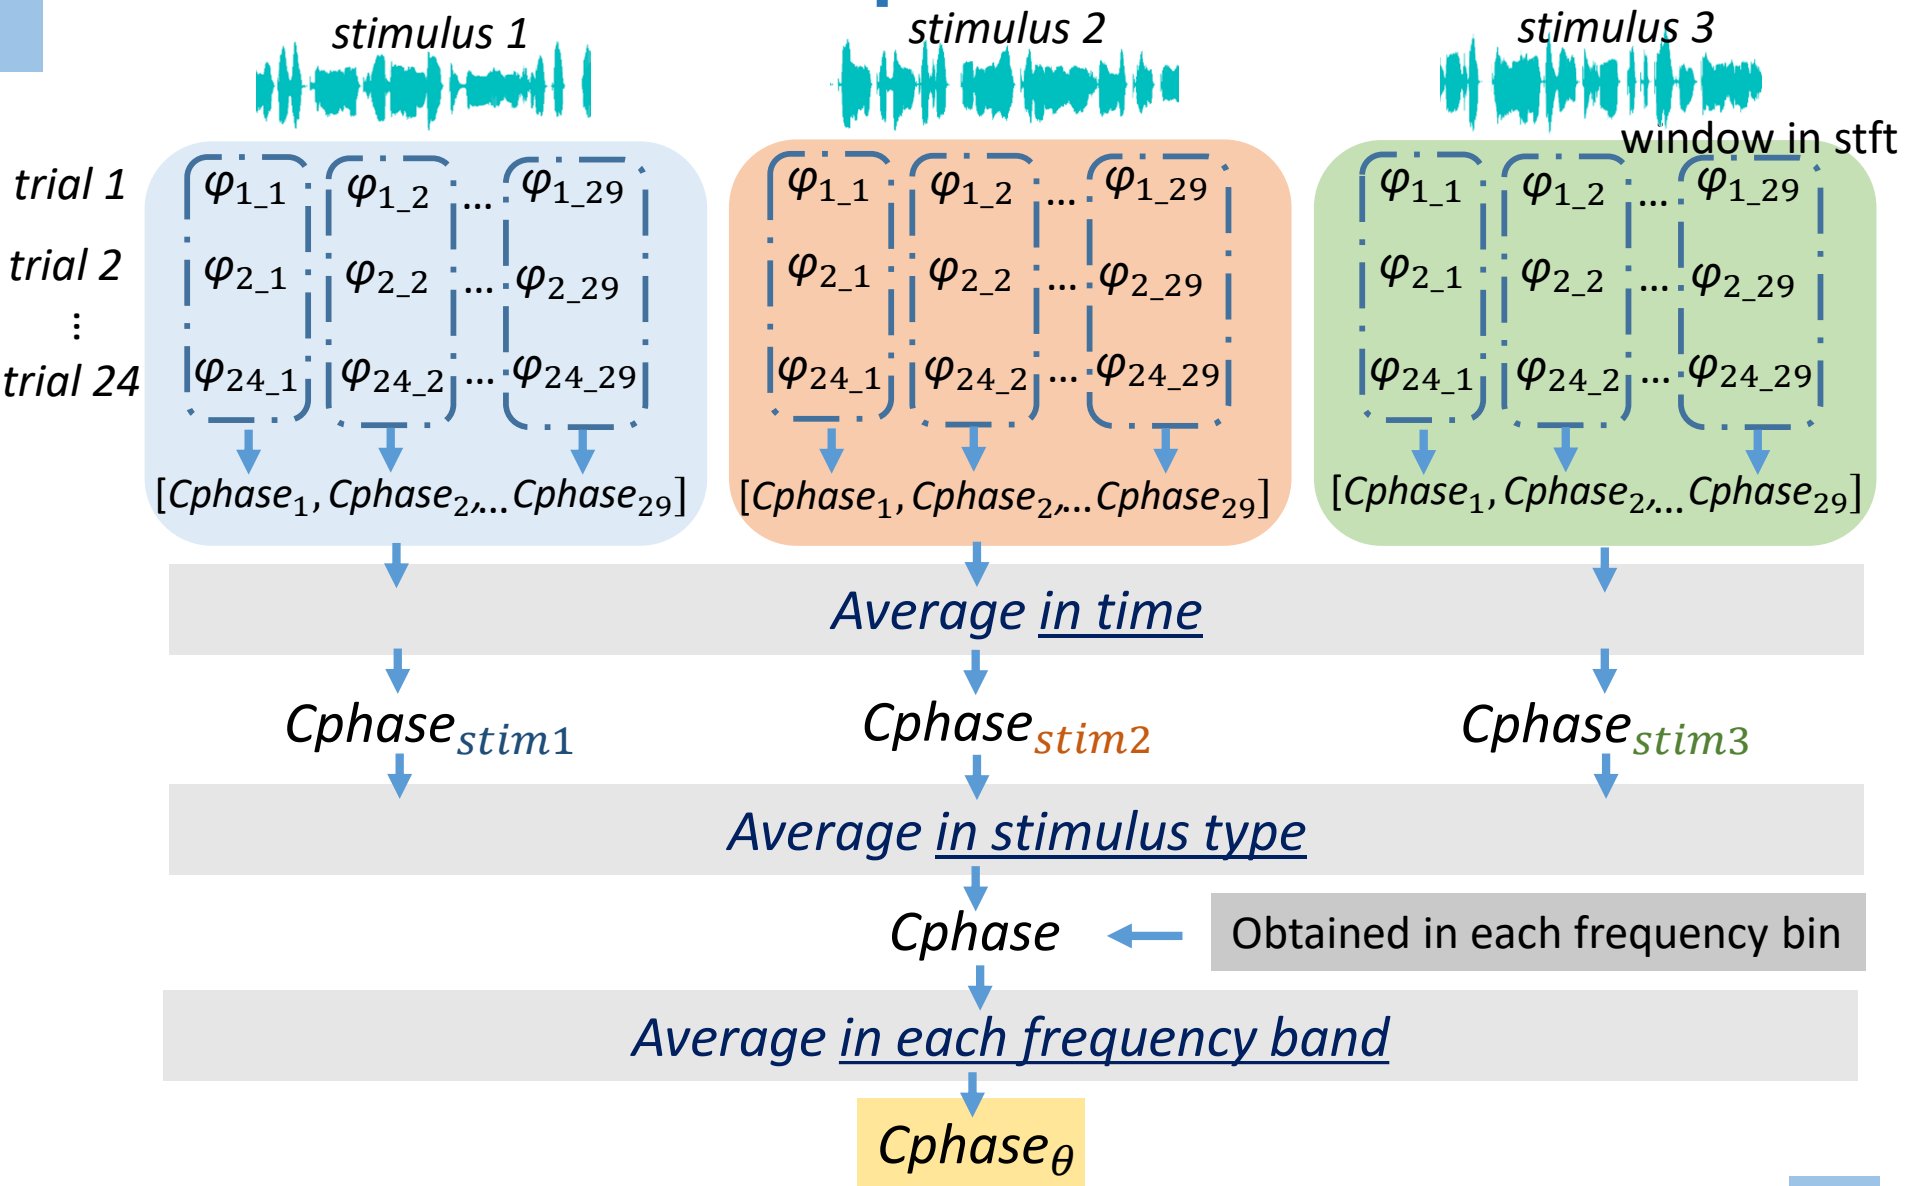 stimulus 1 stimulus 2 stimulus 3
window in stft
trial 1 φ1_1 φ1_2 ... φ1_29 φ1_1 φ1_2 ... φ1_29 φ1_1 φ1_2 ... φ1_29
trial 2 φ2_1 φ2_2 ... φ2_29 φ2_1 φ2_2 ... φ2_29 φ2_1 φ2_2 ... φ2_29
⋮
trial 24 φ24_1 φ24_2 ... φ24_29 φ24_1 φ24_2 ... φ24_29 φ24_1 φ24_2 ... φ24_29
[Cphase1, Cphase2,... Cphase29] [Cphase1, Cphase2,... Cphase29] [Cphase1, Cphase2,... Cphase29]
Average in time
Cphasestim1 Cphasestim2 Cphasestim3
Average in stimulus type
Cphase Obtained in each frequency bin
Average in each frequency band
Cphaseθ